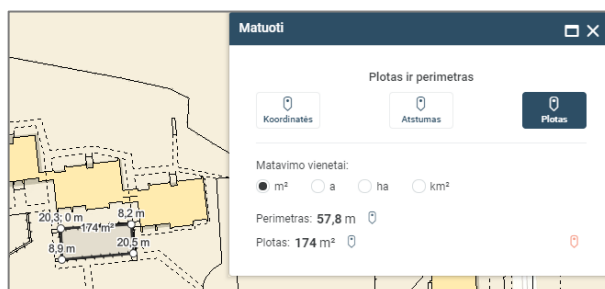 Matuoti
Plotas ir perimetras
Koordinatės
Atstumas
Plotas
Matavimo vienetai:
m²
a
ha
km²
Perimetras: 57,8 m
Plotas: 174 m²
20,3; 0 m
8,2 m
174 m²
8,9 m
20,5 m